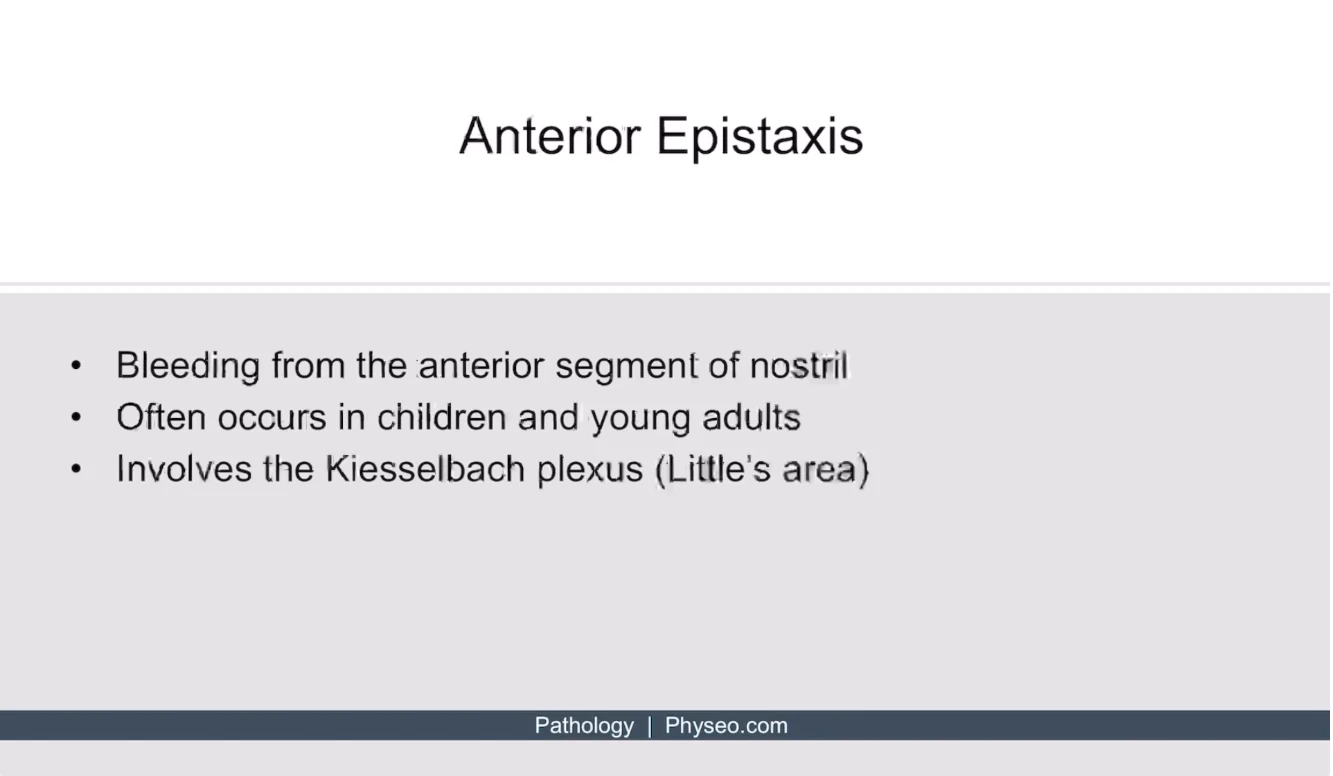 Anterior Epistaxis
• Bleeding from the anterior segment of nostril
• Often occurs in children and young adults
• Involves the Kiesselbach plexus (Little's area)
Pathology | Physeo.com